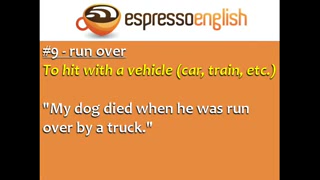 espressoenglish
#9 - run over
To hit with a vehicle (car, train, etc.)
"My dog died when he was run
over by a truck."